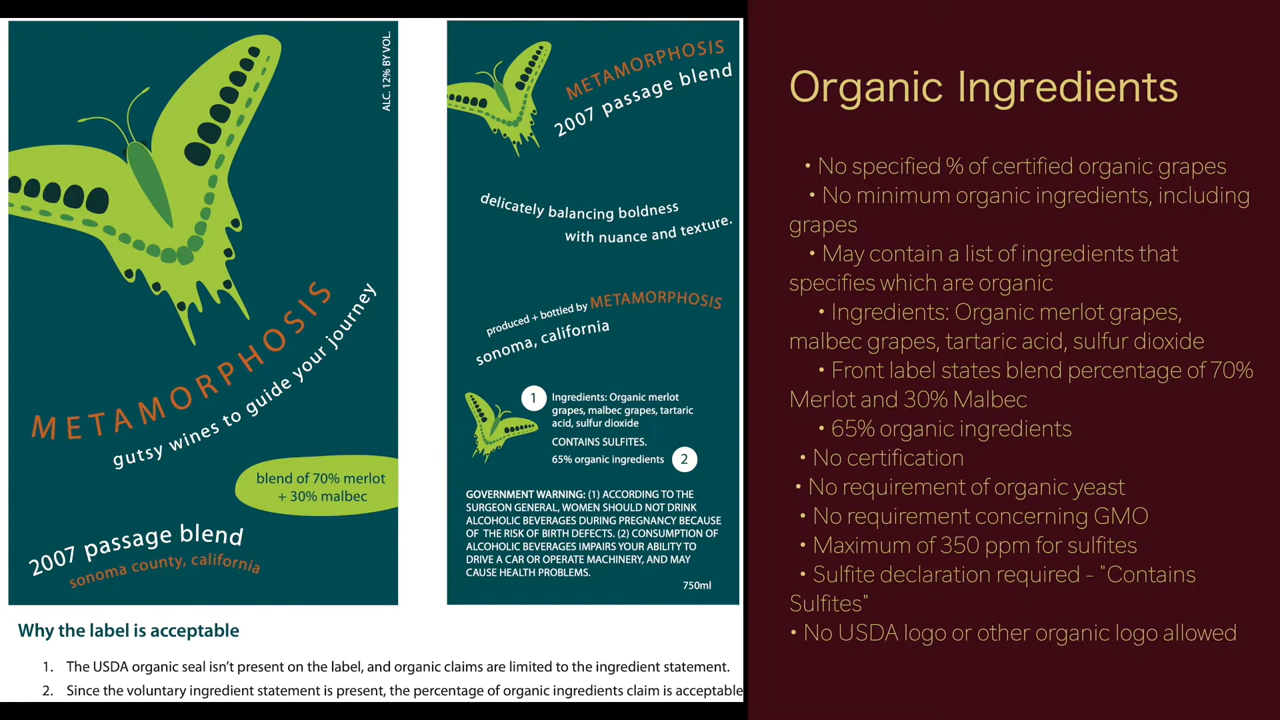 ALC. 12% BY VOL.
METAMORPHOSIS
gutsy wines to guide your journey
blend of 70% merlot
+ 30% malbec
2007 passage blend
sonoma county, california
METAMORPHOSIS
2007 passage blend
delicately balancing boldness
with nuance and texture.
produced + bottled by METAMORPHOSIS
sonoma, california
1 Ingredients: Organic merlot
grapes, malbec grapes, tartaric
acid, sulfur dioxide
CONTAINS SULFITES.
65% organic ingredients 2
GOVERNMENT WARNING: (1) ACCORDING TO THE
SURGEON GENERAL, WOMEN SHOULD NOT DRINK
ALCOHOLIC BEVERAGES DURING PREGNANCY BECAUSE
OF THE RISK OF BIRTH DEFECTS. (2) CONSUMPTION OF
ALCOHOLIC BEVERAGES IMPAIRS YOUR ABILITY TO
DRIVE A CAR OR OPERATE MACHINERY, AND MAY
CAUSE HEALTH PROBLEMS.
750ml
Why the label is acceptable
1. The USDA organic seal isn't present on the label, and organic claims are limited to the ingredient statement.
2. Since the voluntary ingredient statement is present, the percentage of organic ingredients claim is acceptable
Organic Ingredients
• No specified % of certified organic grapes
• No minimum organic ingredients, including
grapes
• May contain a list of ingredients that
specifies which are organic
• Ingredients: Organic merlot grapes,
malbec grapes, tartaric acid, sulfur dioxide
• Front label states blend percentage of 70%
Merlot and 30% Malbec
• 65% organic ingredients
• No certification
• No requirement of organic yeast
• No requirement concerning GMO
• Maximum of 350 ppm for sulfites
• Sulfite declaration required - "Contains
Sulfites"
• No USDA logo or other organic logo allowed